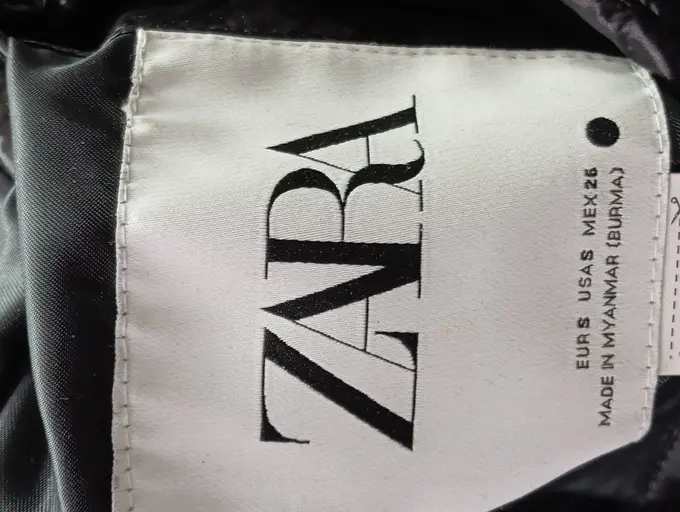 ZARA
EUR S USA S MEX 26
MADE IN MYANMAR (BURMA)